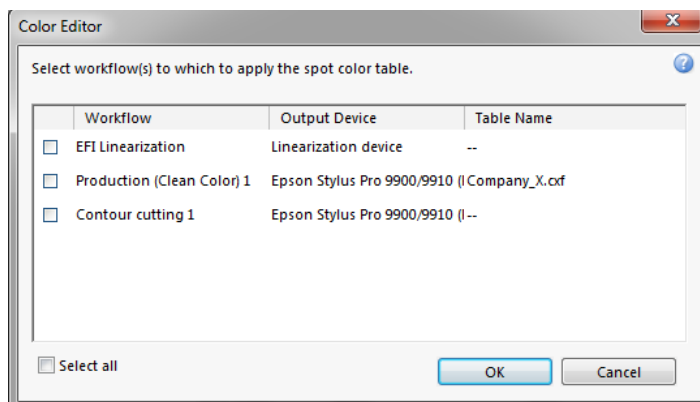 Color Editor
Select workflow(s) to which to apply the spot color table.
Workflow Output Device Table Name
EFI Linearization Linearization device --
Production (Clean Color) 1 Epson Stylus Pro 9900/9910 (I Company_X.cxf
Contour cutting 1 Epson Stylus Pro 9900/9910 (I --
Select all
OK Cancel